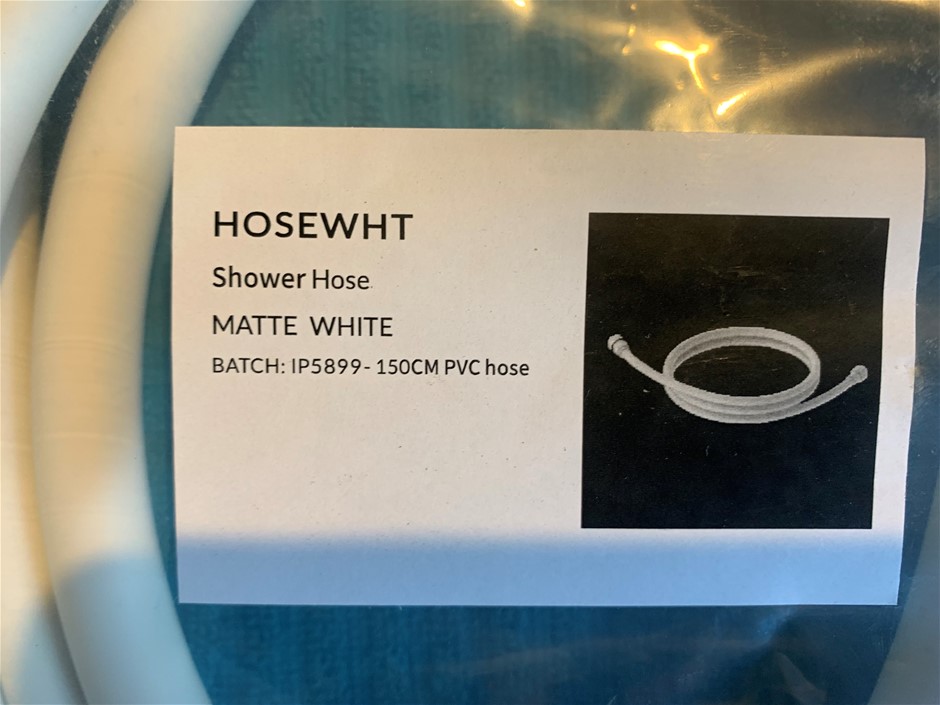 HOSEWHT
Shower Hose
MATTE WHITE
BATCH: IP5899- 150CM PVC hose